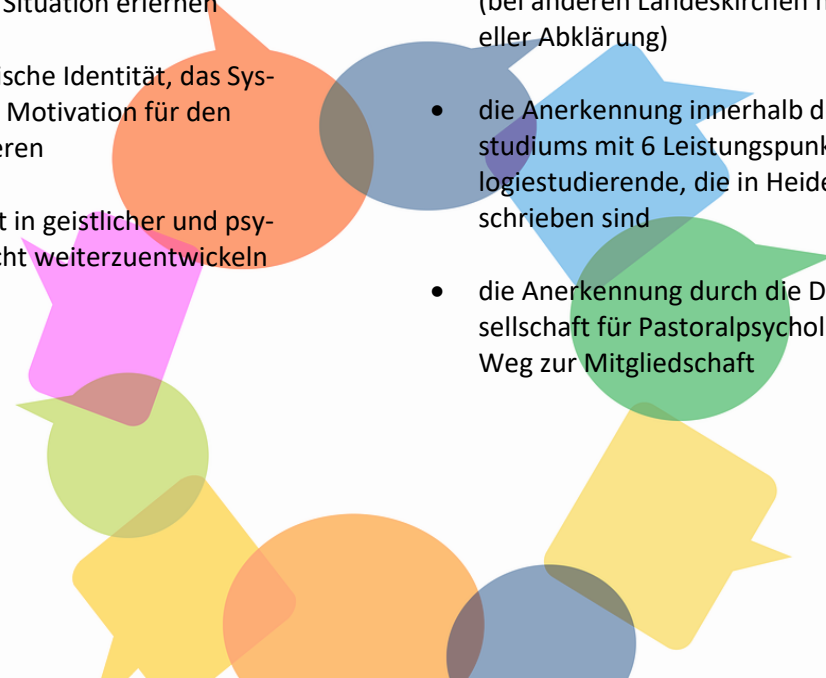 Situation erlernen
ische Identität, das Sys-
Motivation für den
eren
t in geistlicher und psy-
cht weiterzuentwickeln
(bei anderen Landeskirchen
eller Abklärung)
• die Anerkennung innerhalb d
studiums mit 6 Leistungspunk
logiestudierende, die in Heide
schrieben sind
• die Anerkennung durch die D
sellschaft für Pastoralpsychol
Weg zur Mitgliedschaft